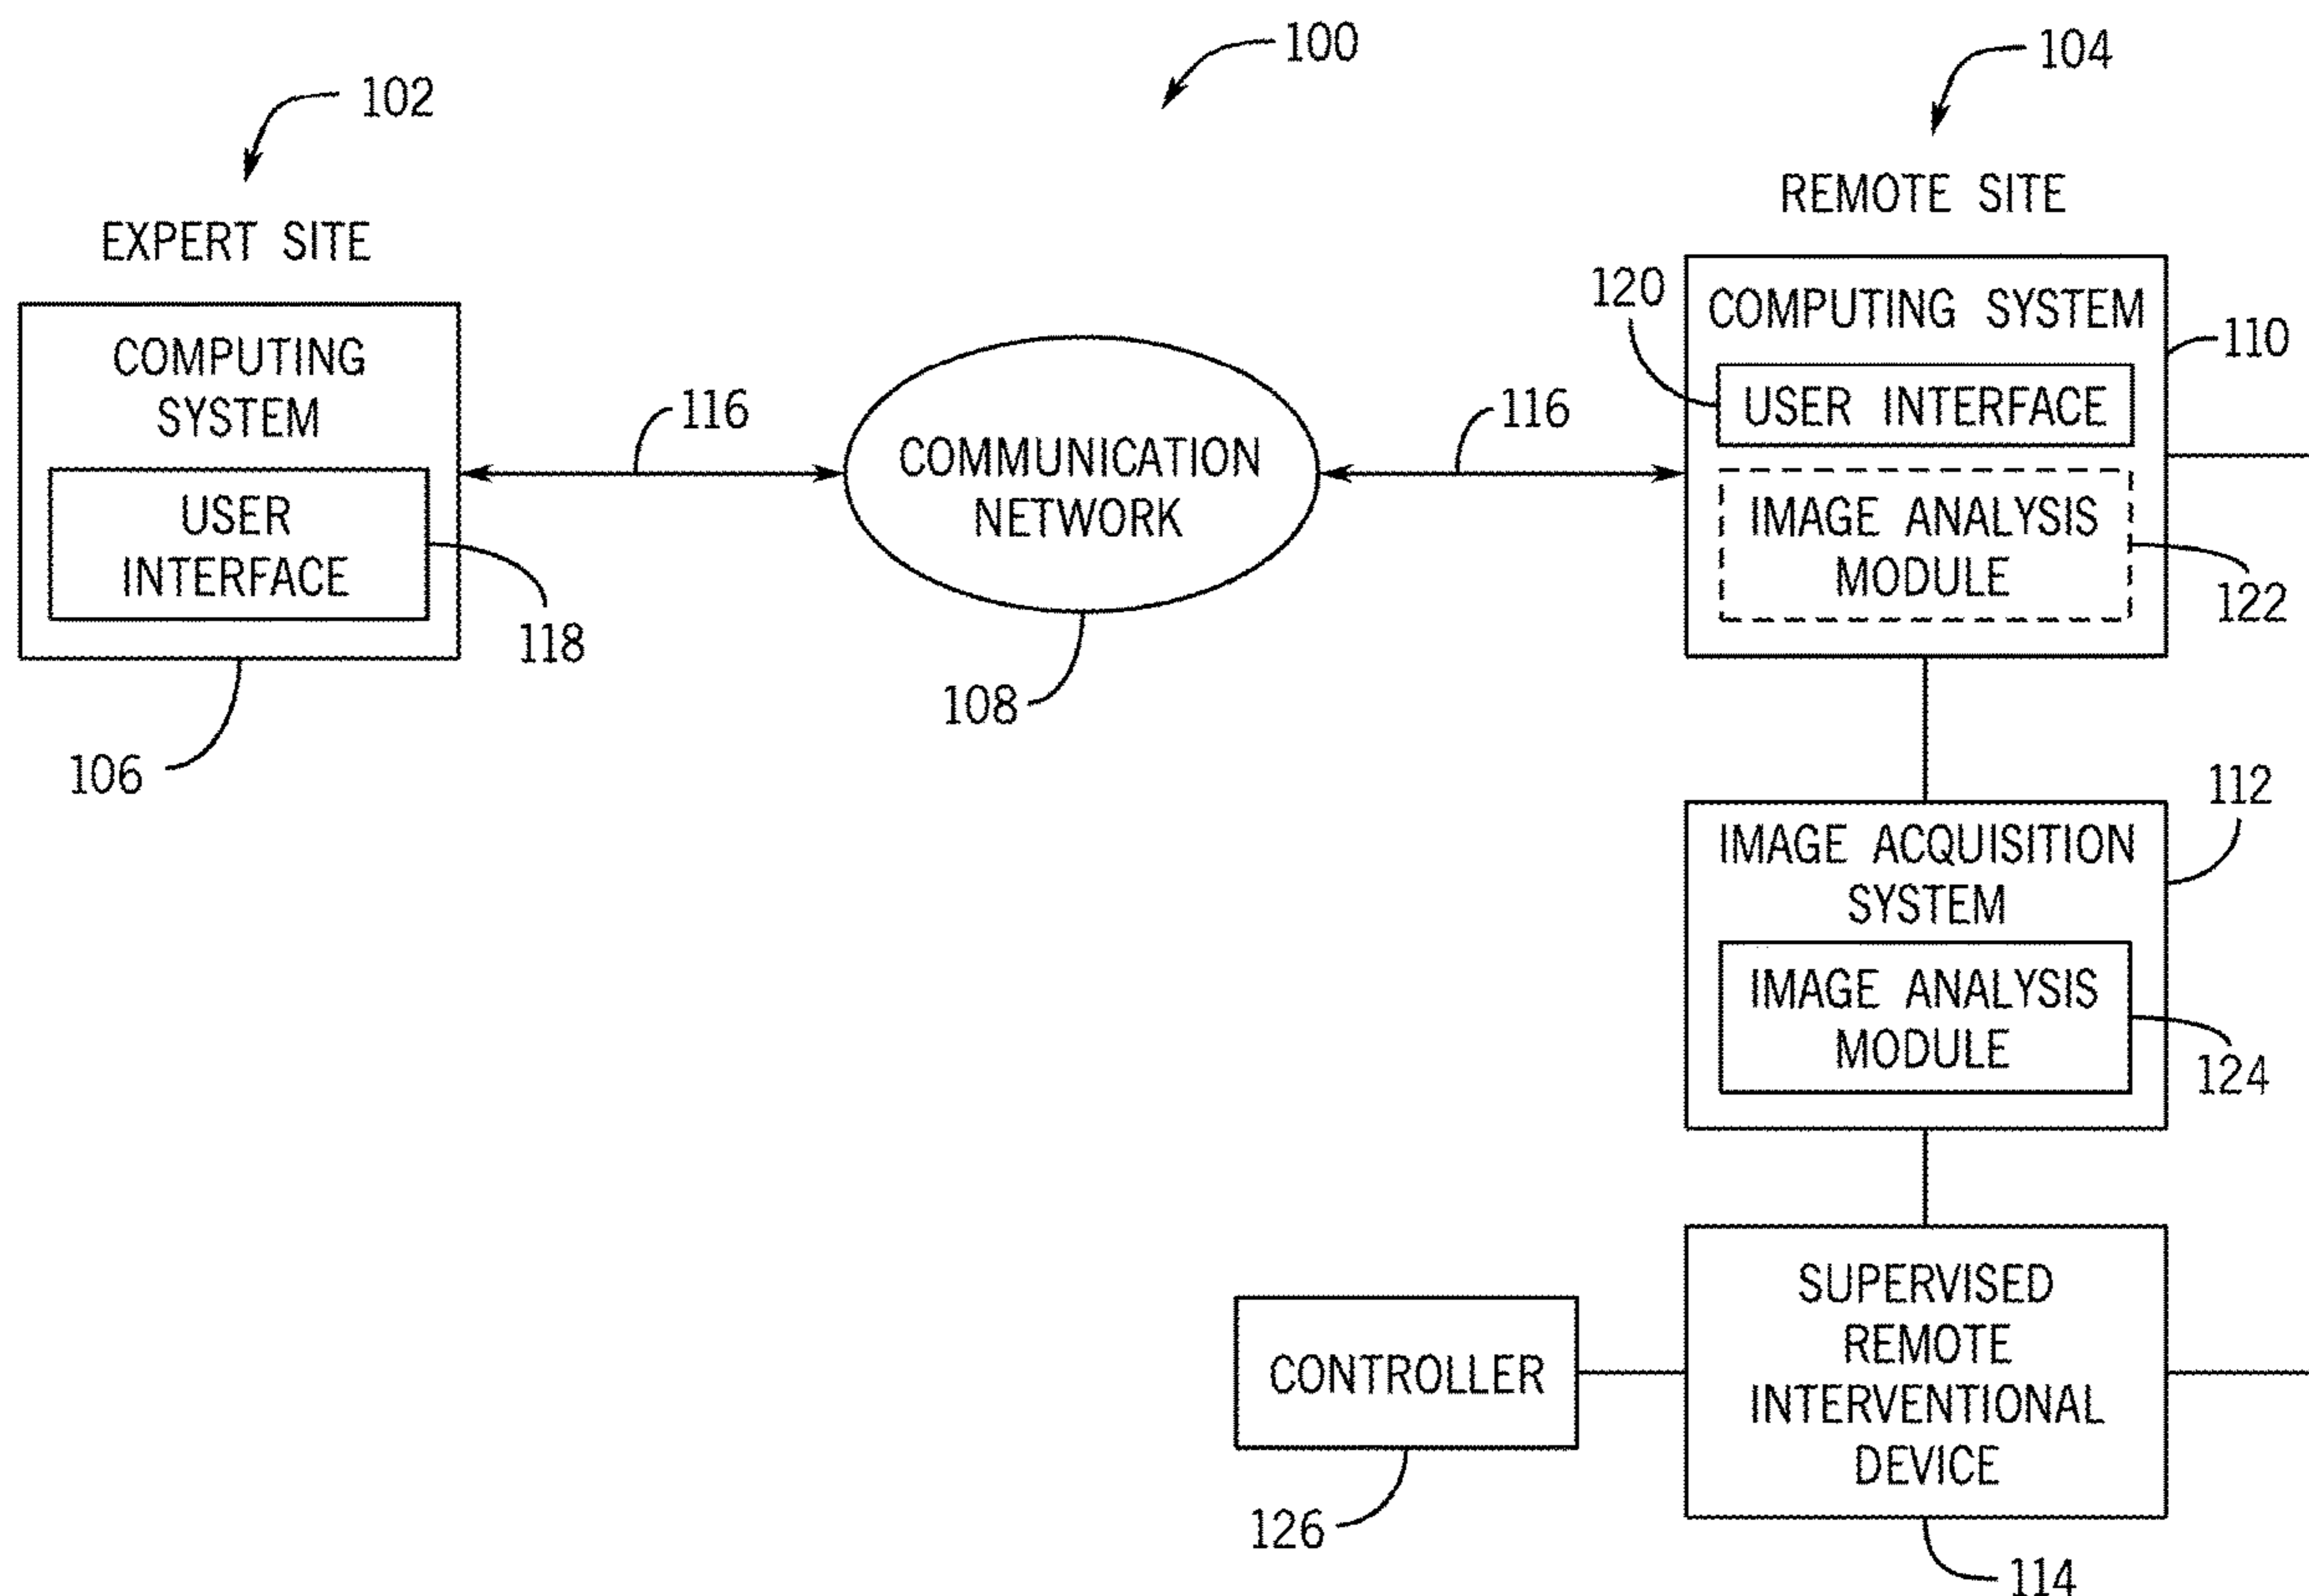 100
102
104
EXPERT SITE
REMOTE SITE
COMPUTING
SYSTEM
USER
INTERFACE
118
106
116
COMMUNICATION
NETWORK
108
116
120
COMPUTING SYSTEM
110
USER INTERFACE
IMAGE ANALYSIS
MODULE
122
112
IMAGE ACQUISITION
SYSTEM
IMAGE ANALYSIS
MODULE
124
CONTROLLER
126
SUPERVISED
REMOTE
INTERVENTIONAL
DEVICE
114